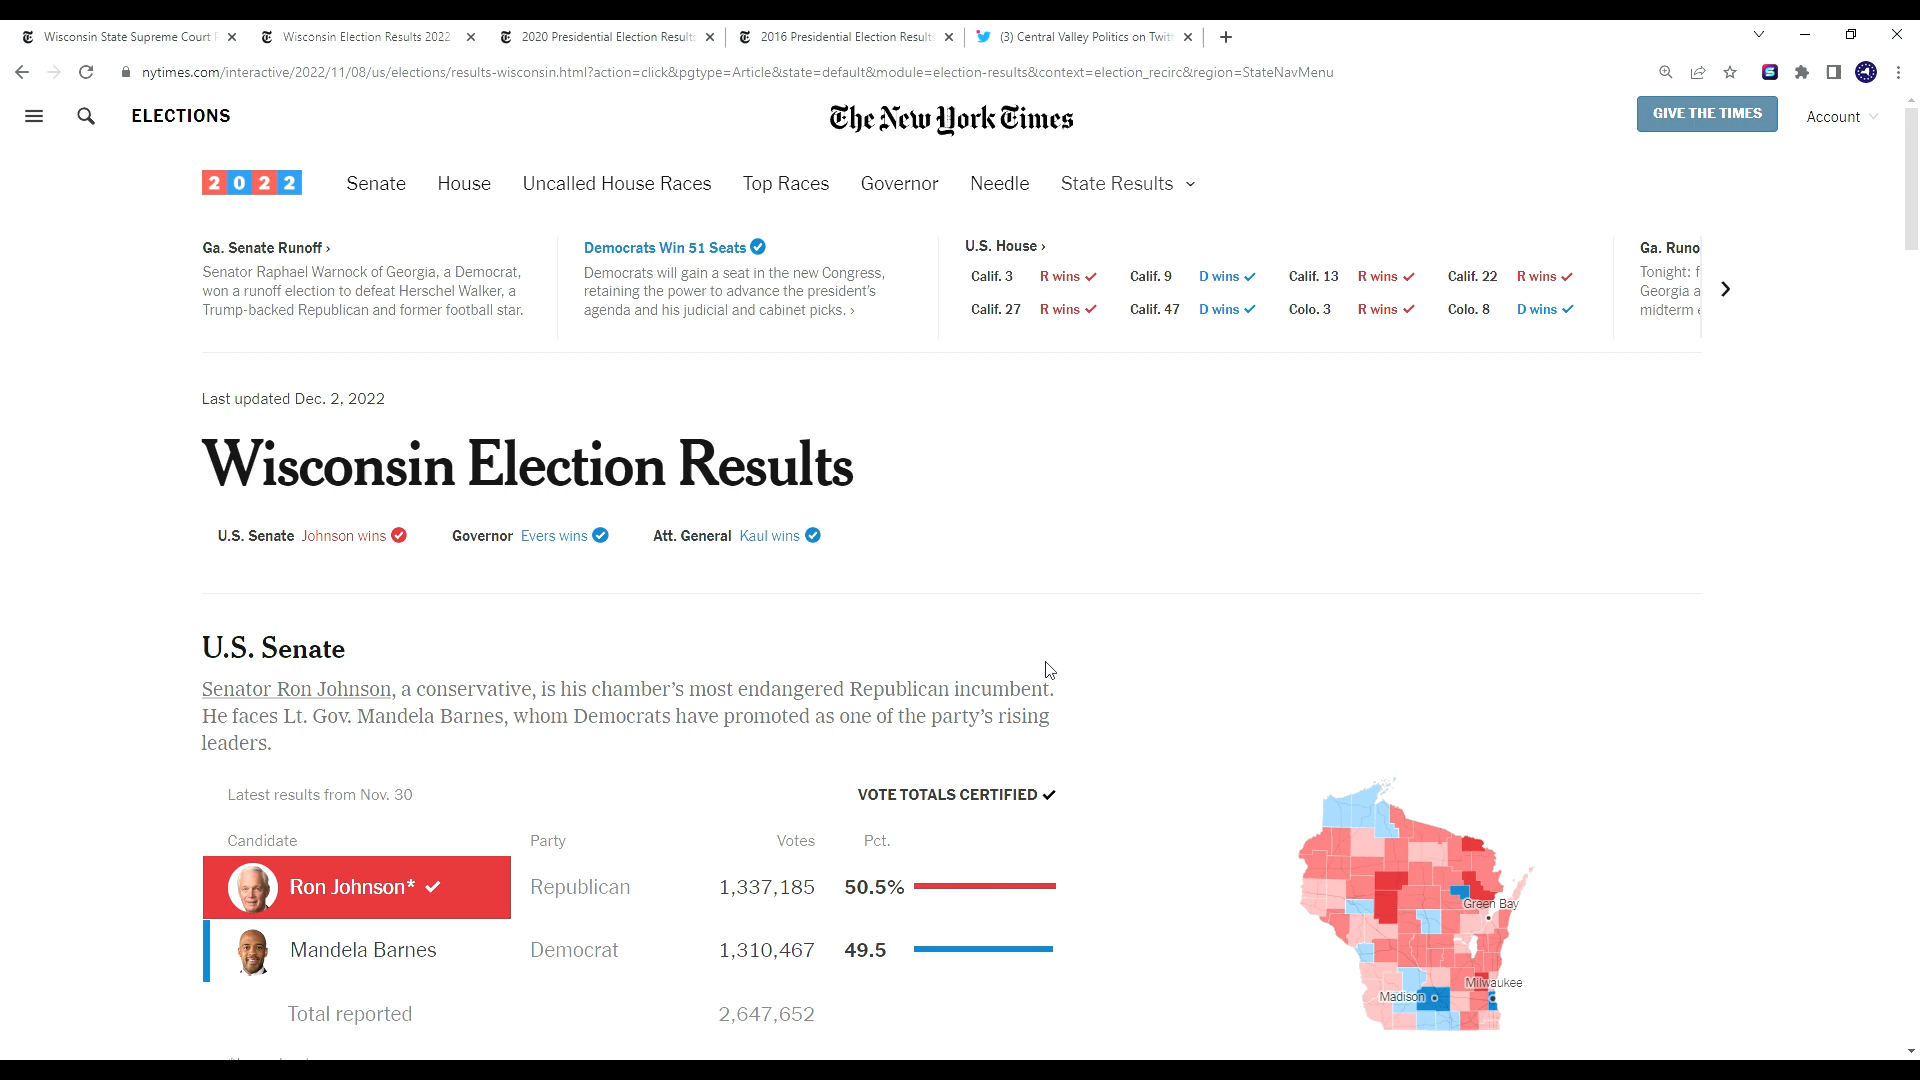 Wisconsin State Supreme Court
Wisconsin Election Results 2022
2020 Presidential Election Results
2016 Presidential Election Results
(3) Central Valley Politics on Twitt
nytimes.com/interactive/2022/11/08/us/elections/results-wisconsin.html?action=click&pgtype=Article&state=default&module=election-results&context=election_recirc&region=StateNavMenu
ELECTIONS
The New York Times
GIVE THE TIMES
Account
2022
Senate
House
Uncalled House Races
Top Races
Governor
Needle
State Results
Ga. Senate Runoff ›
Senator Raphael Warnock of Georgia, a Democrat,
won a runoff election to defeat Herschel Walker, a
Trump-backed Republican and former football star.
Democrats Win 51 Seats
Democrats will gain a seat in the new Congress,
retaining the power to advance the president's
agenda and his judicial and cabinet picks. ›
U.S. House ›
Calif. 3 R wins ✓ Calif. 9 D wins ✓ Calif. 13 R wins ✓ Calif. 22 R wins ✓
Calif. 27 R wins ✓ Calif. 47 D wins ✓ Colo. 3 R wins ✓ Colo. 8 D wins ✓
Ga. Runo
Tonight: f
Georgia a
midterm e
Last updated Dec. 2, 2022
Wisconsin Election Results
U.S. Senate Johnson wins
Governor Evers wins
Att. General Kaul wins
U.S. Senate
Senator Ron Johnson, a conservative, is his chamber's most endangered Republican incumbent.
He faces Lt. Gov. Mandela Barnes, whom Democrats have promoted as one of the party's rising
leaders.
Latest results from Nov. 30
VOTE TOTALS CERTIFIED ✓
Candidate Party Votes Pct.
Ron Johnson* ✓ Republican 1,337,185 50.5%
Mandela Barnes Democrat 1,310,467 49.5
Total reported 2,647,652
Green Bay
Milwaukee
Madison